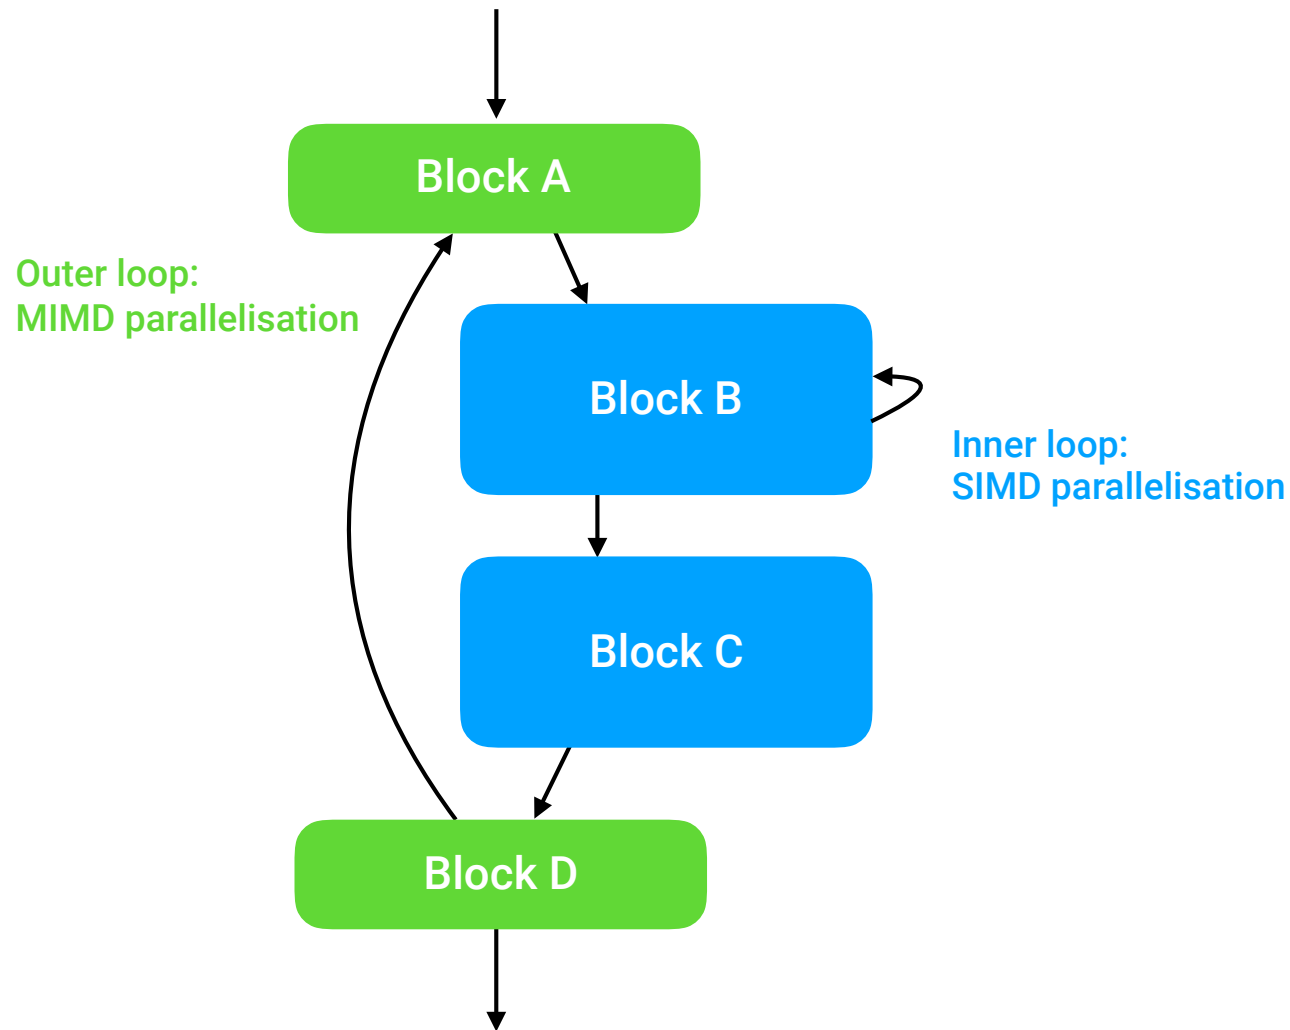 Block A
Outer loop:
MIMD parallelisation
Block B
Inner loop:
SIMD parallelisation
Block C
Block D